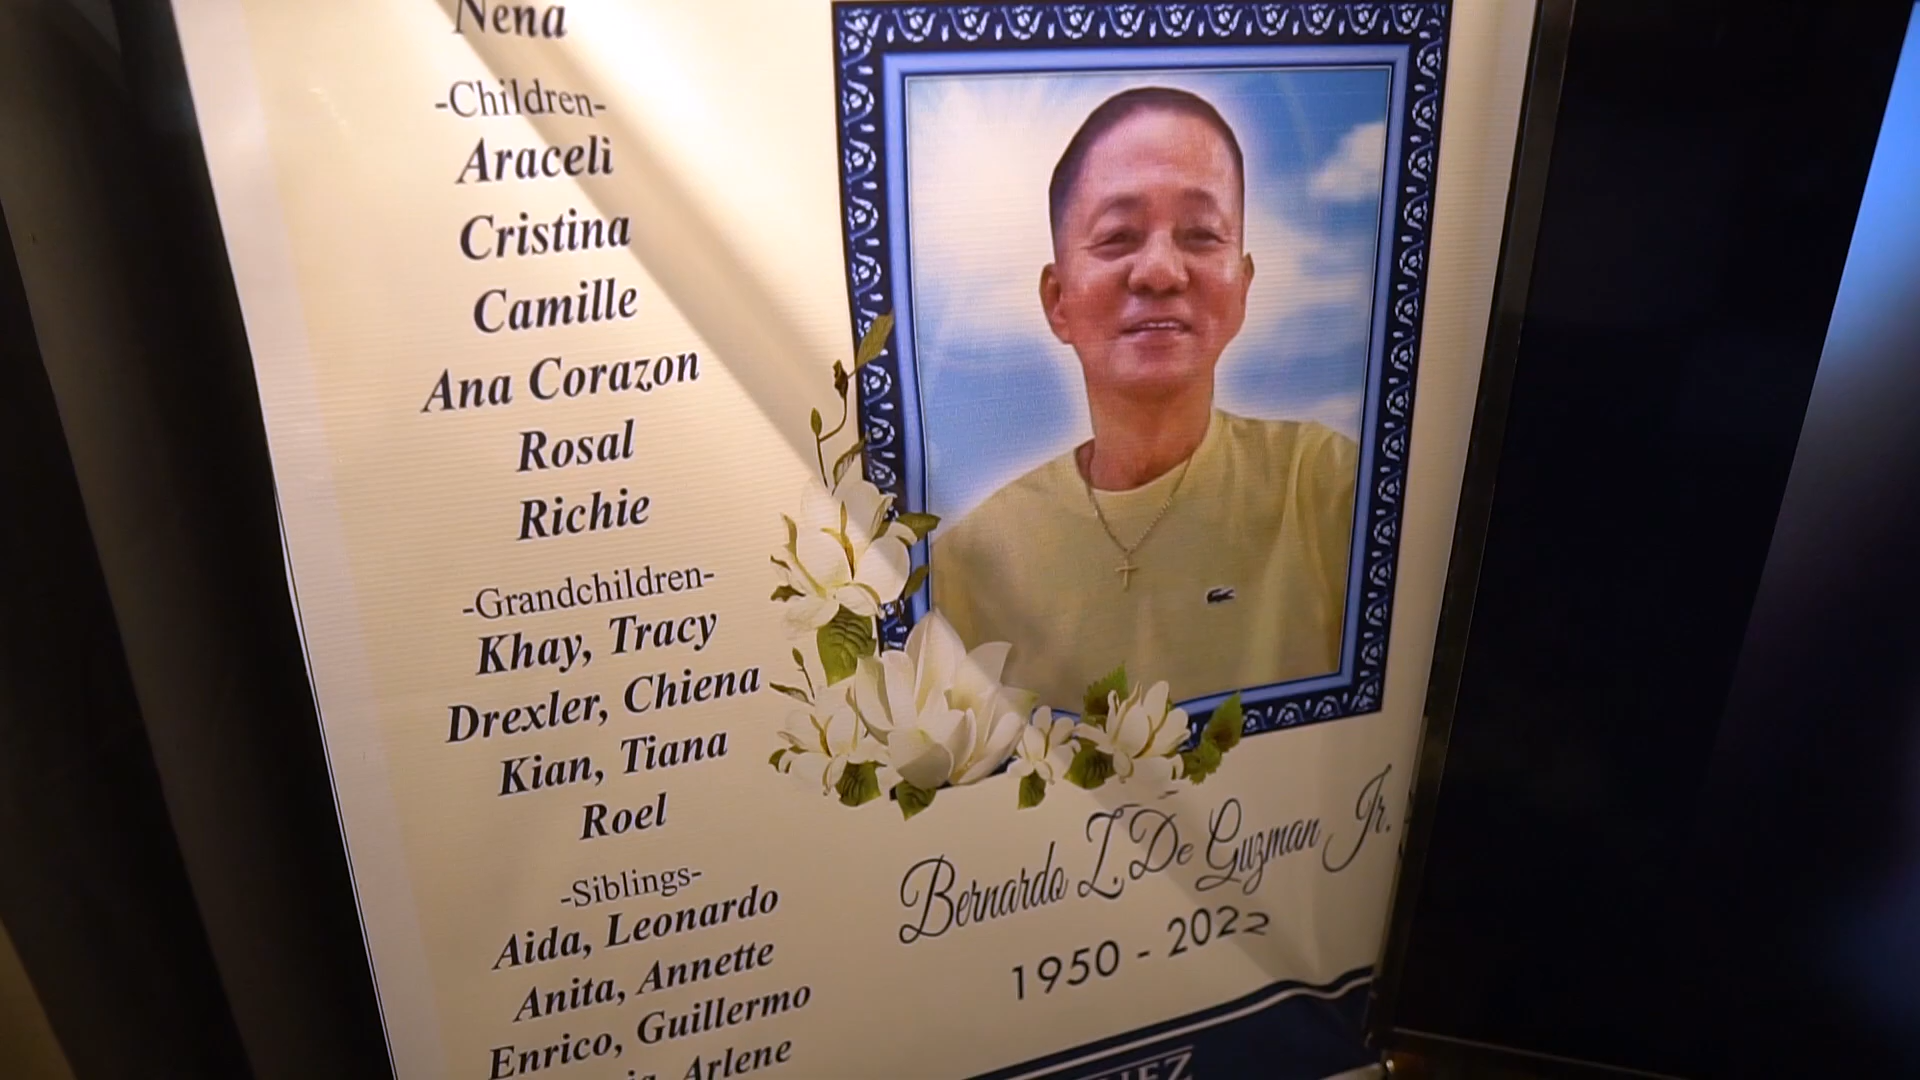 Nena
-Children-
Araceli
Cristina
Camille
Ana Corazon
Rosal
Richie
-Grandchildren-
Khay, Tracy
Drexler, Chiena
Kian, Tiana
Roel
-Siblings-
Aida, Leonardo
Anita, Annette
Enrico, Guillermo
Arlene
Bernardo Z. De Guzman Jr.
1950 - 2022